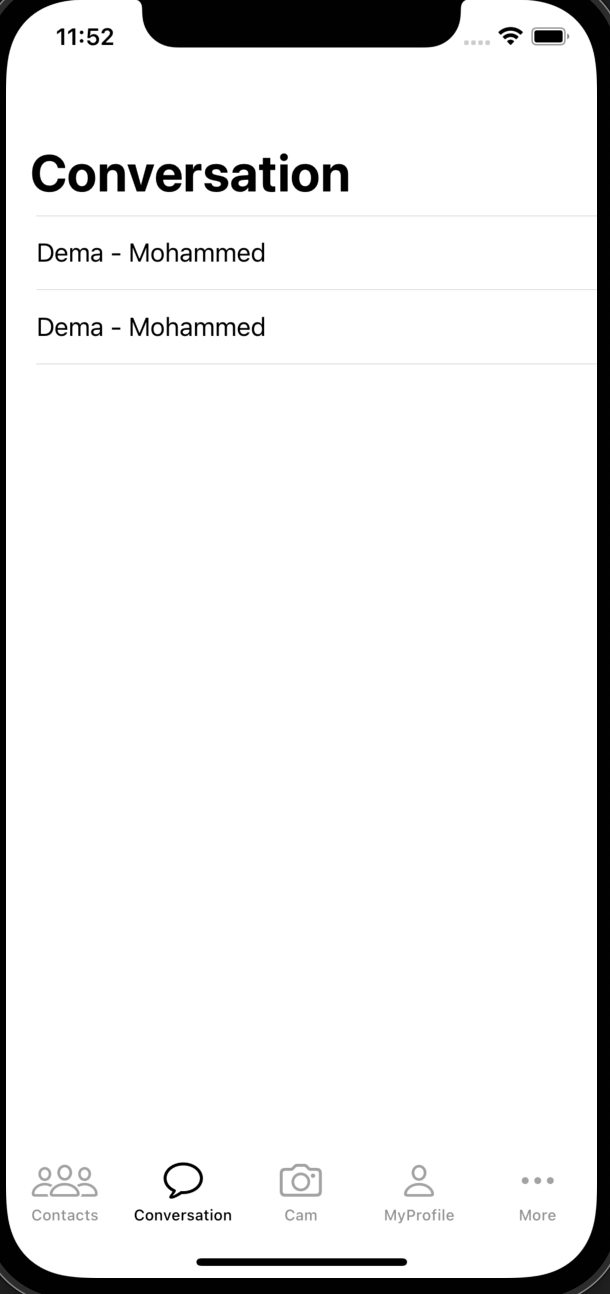 11:52
Conversation
Dema - Mohammed
Dema - Mohammed
Contacts
Conversation
Cam
MyProfile
More